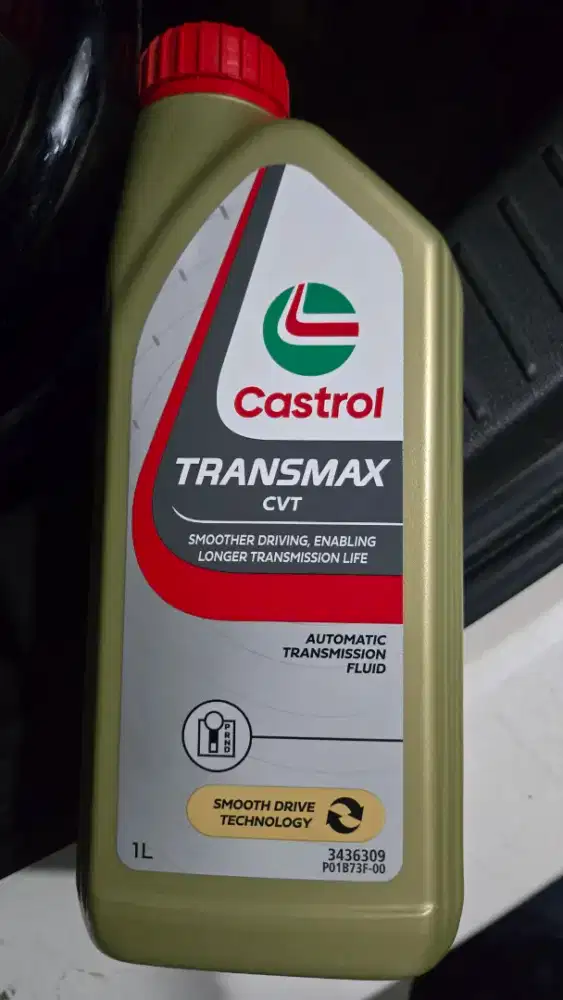 Castrol
TRANSMAX
CVT
SMOOTHER DRIVING, ENABLING
LONGER TRANSMISSION LIFE
AUTOMATIC
TRANSMISSION
FLUID
P
R
N
D
SMOOTH DRIVE
TECHNOLOGY
1L
3436309
P01B73F-00